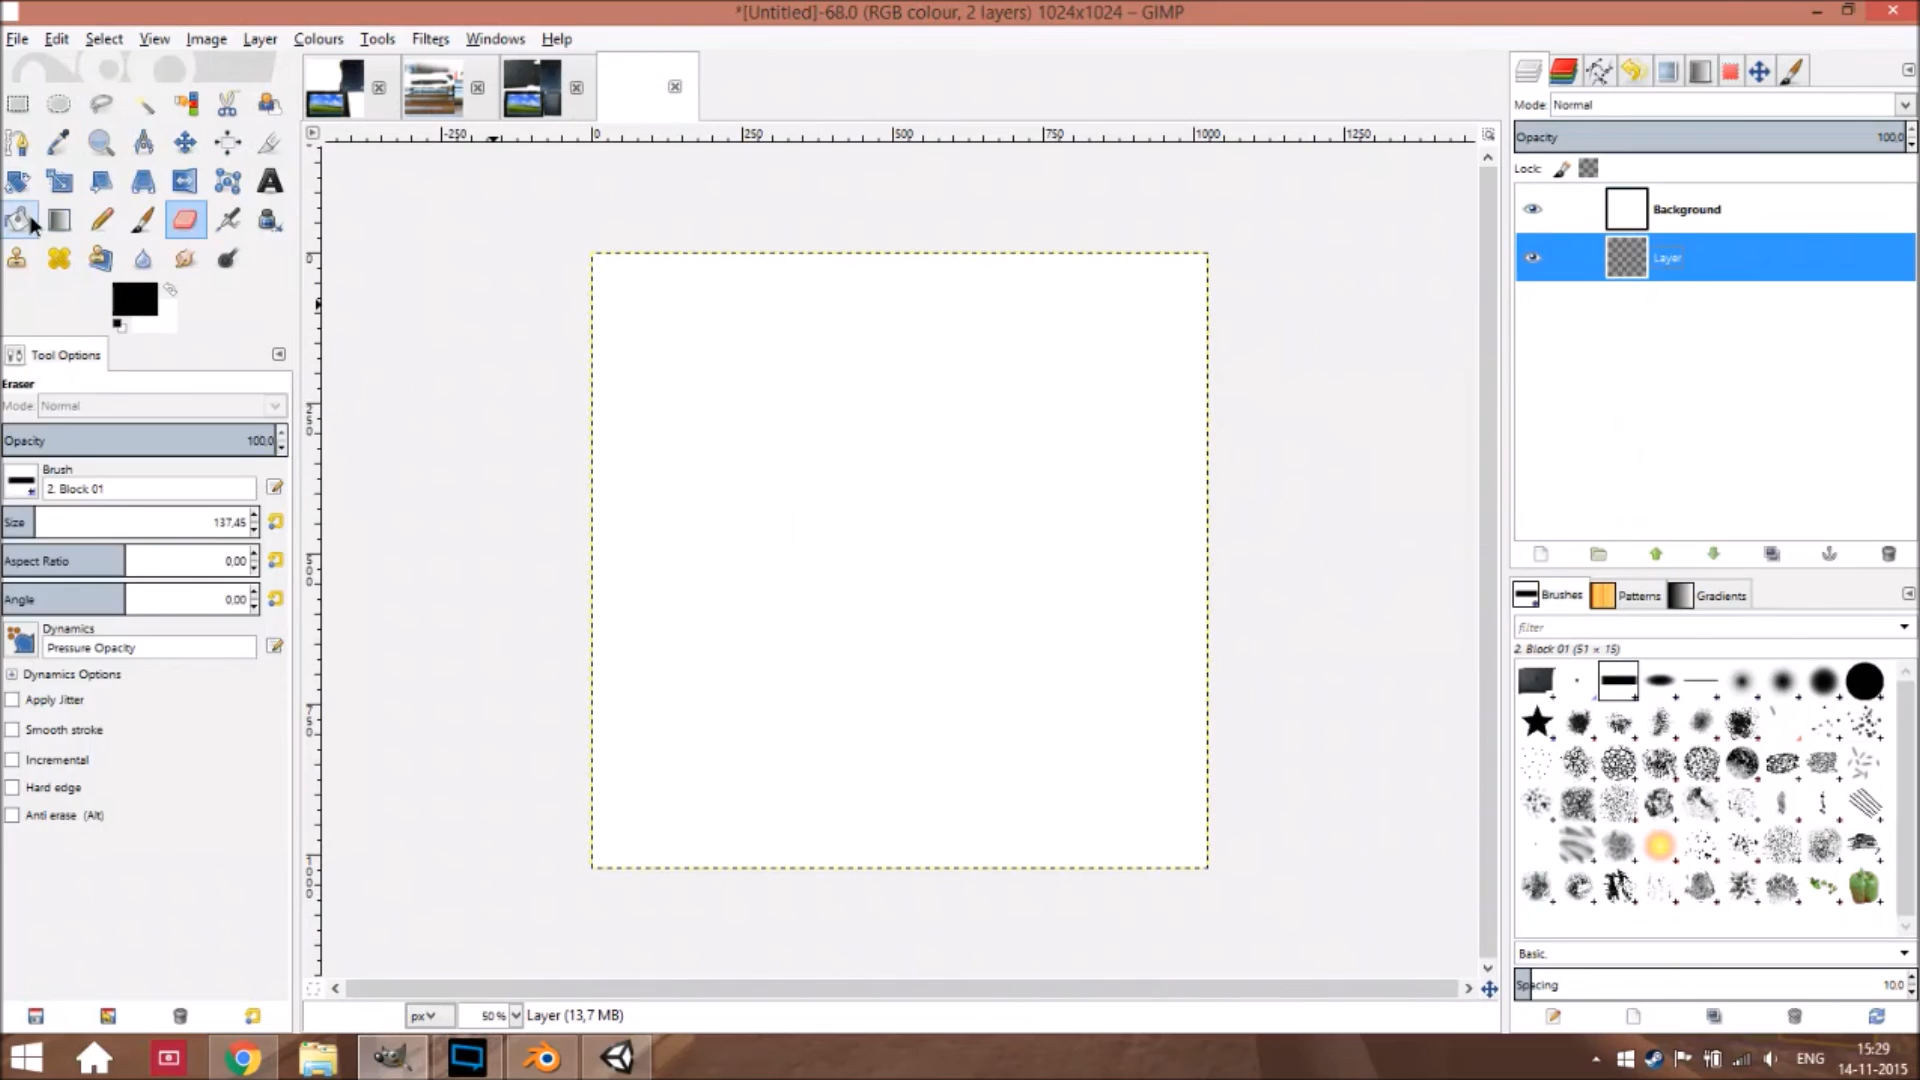 *[Untitled]-68.0 (RGB colour, 2 layers) 1024x1024 – GIMP
File Edit Select View Image Layer Colours Tools Filters Windows Help
Mode: Normal
Opacity 100,0
Lock:
Background
Layer
-250 0 250 500 750 1000 1250
0
250
500
750
1000
Tool Options
Eraser
Mode: Normal
Opacity 100,0
Brush
2. Block 01
Size 137,45
Aspect Ratio 0,00
Angle 0,00
Dynamics
Pressure Opacity
Dynamics Options
Apply Jitter
Smooth stroke
Incremental
Hard edge
Anti erase (Alt)
Brushes Patterns Gradients
filter
2. Block 01 (51 × 15)
Basic.
Spacing 10.0
px 50 % Layer (13,7 MB)
ENG
15:29
14-11-2015